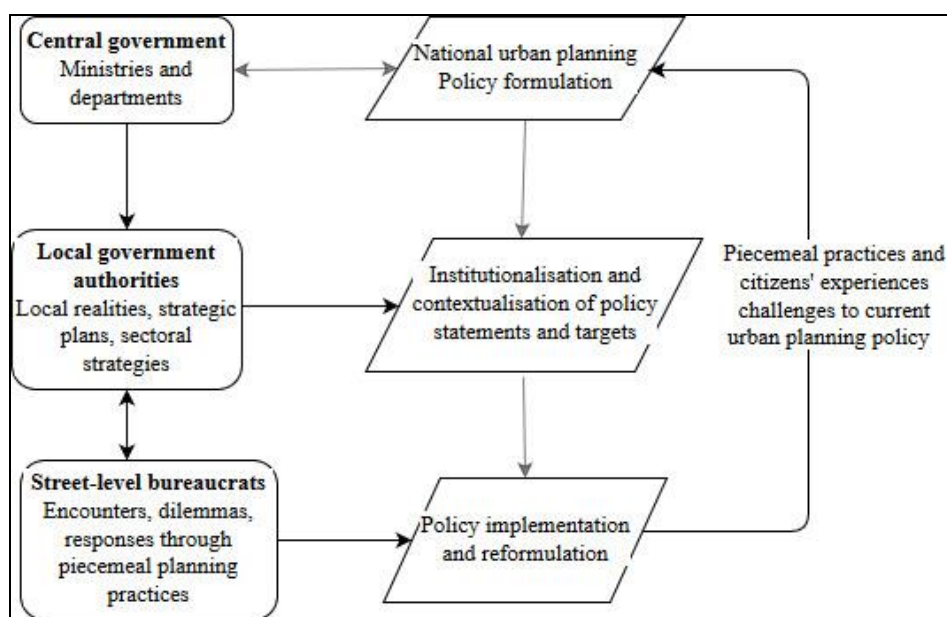 Central government
Ministries and
departments
National urban planning
Policy formulation
Local government
authorities
Local realities, strategic
plans, sectoral
strategies
Institutionalisation and
contextualisation of policy
statements and targets
Piecemeal practices and
citizens' experiences
challenges to current
urban planning policy
Street-level bureaucrats
Encounters, dilemmas,
responses through
piecemeal planning
practices
Policy implementation
and reformulation